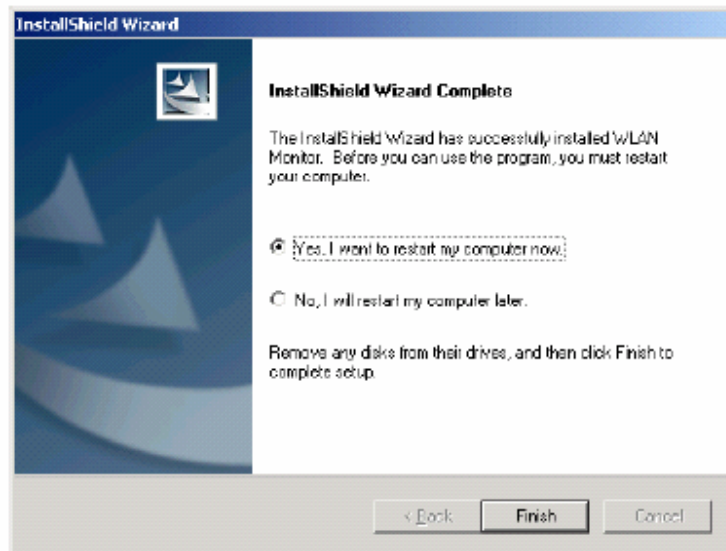 InstallShield Wizard
InstallShield Wizard Complete
The InstallShield Wizard has successfully installed WLAN
Monitor. Before you can use the program, you must restart
your computer.
Yes, I want to restart my computer now.
No, I will restart my computer later.
Remove any disks from their drives, and then click Finish to
complete setup.
< Back
Finish
Cancel